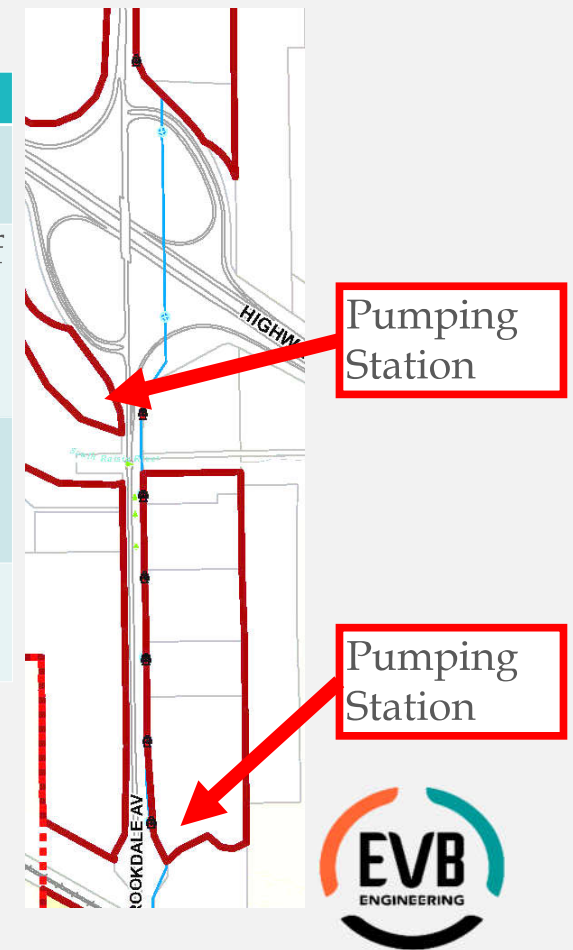 HIGHW
Pumping
Station
Pumping
Station
ROOKDALE AV
EVB
ENGINEERING